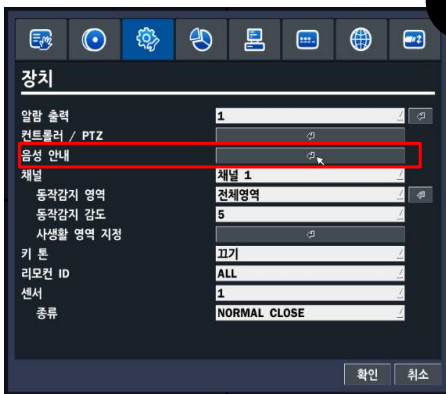 장치
알람 출력 1
컨트롤러 / PTZ
음성 안내
채널 채널 1
동작감지 영역 전체영역
동작감지 감도 5
사생활 영역 지정
키 톤 끄기
리모컨 ID ALL
센서 1
종류 NORMAL CLOSE
확인 취소